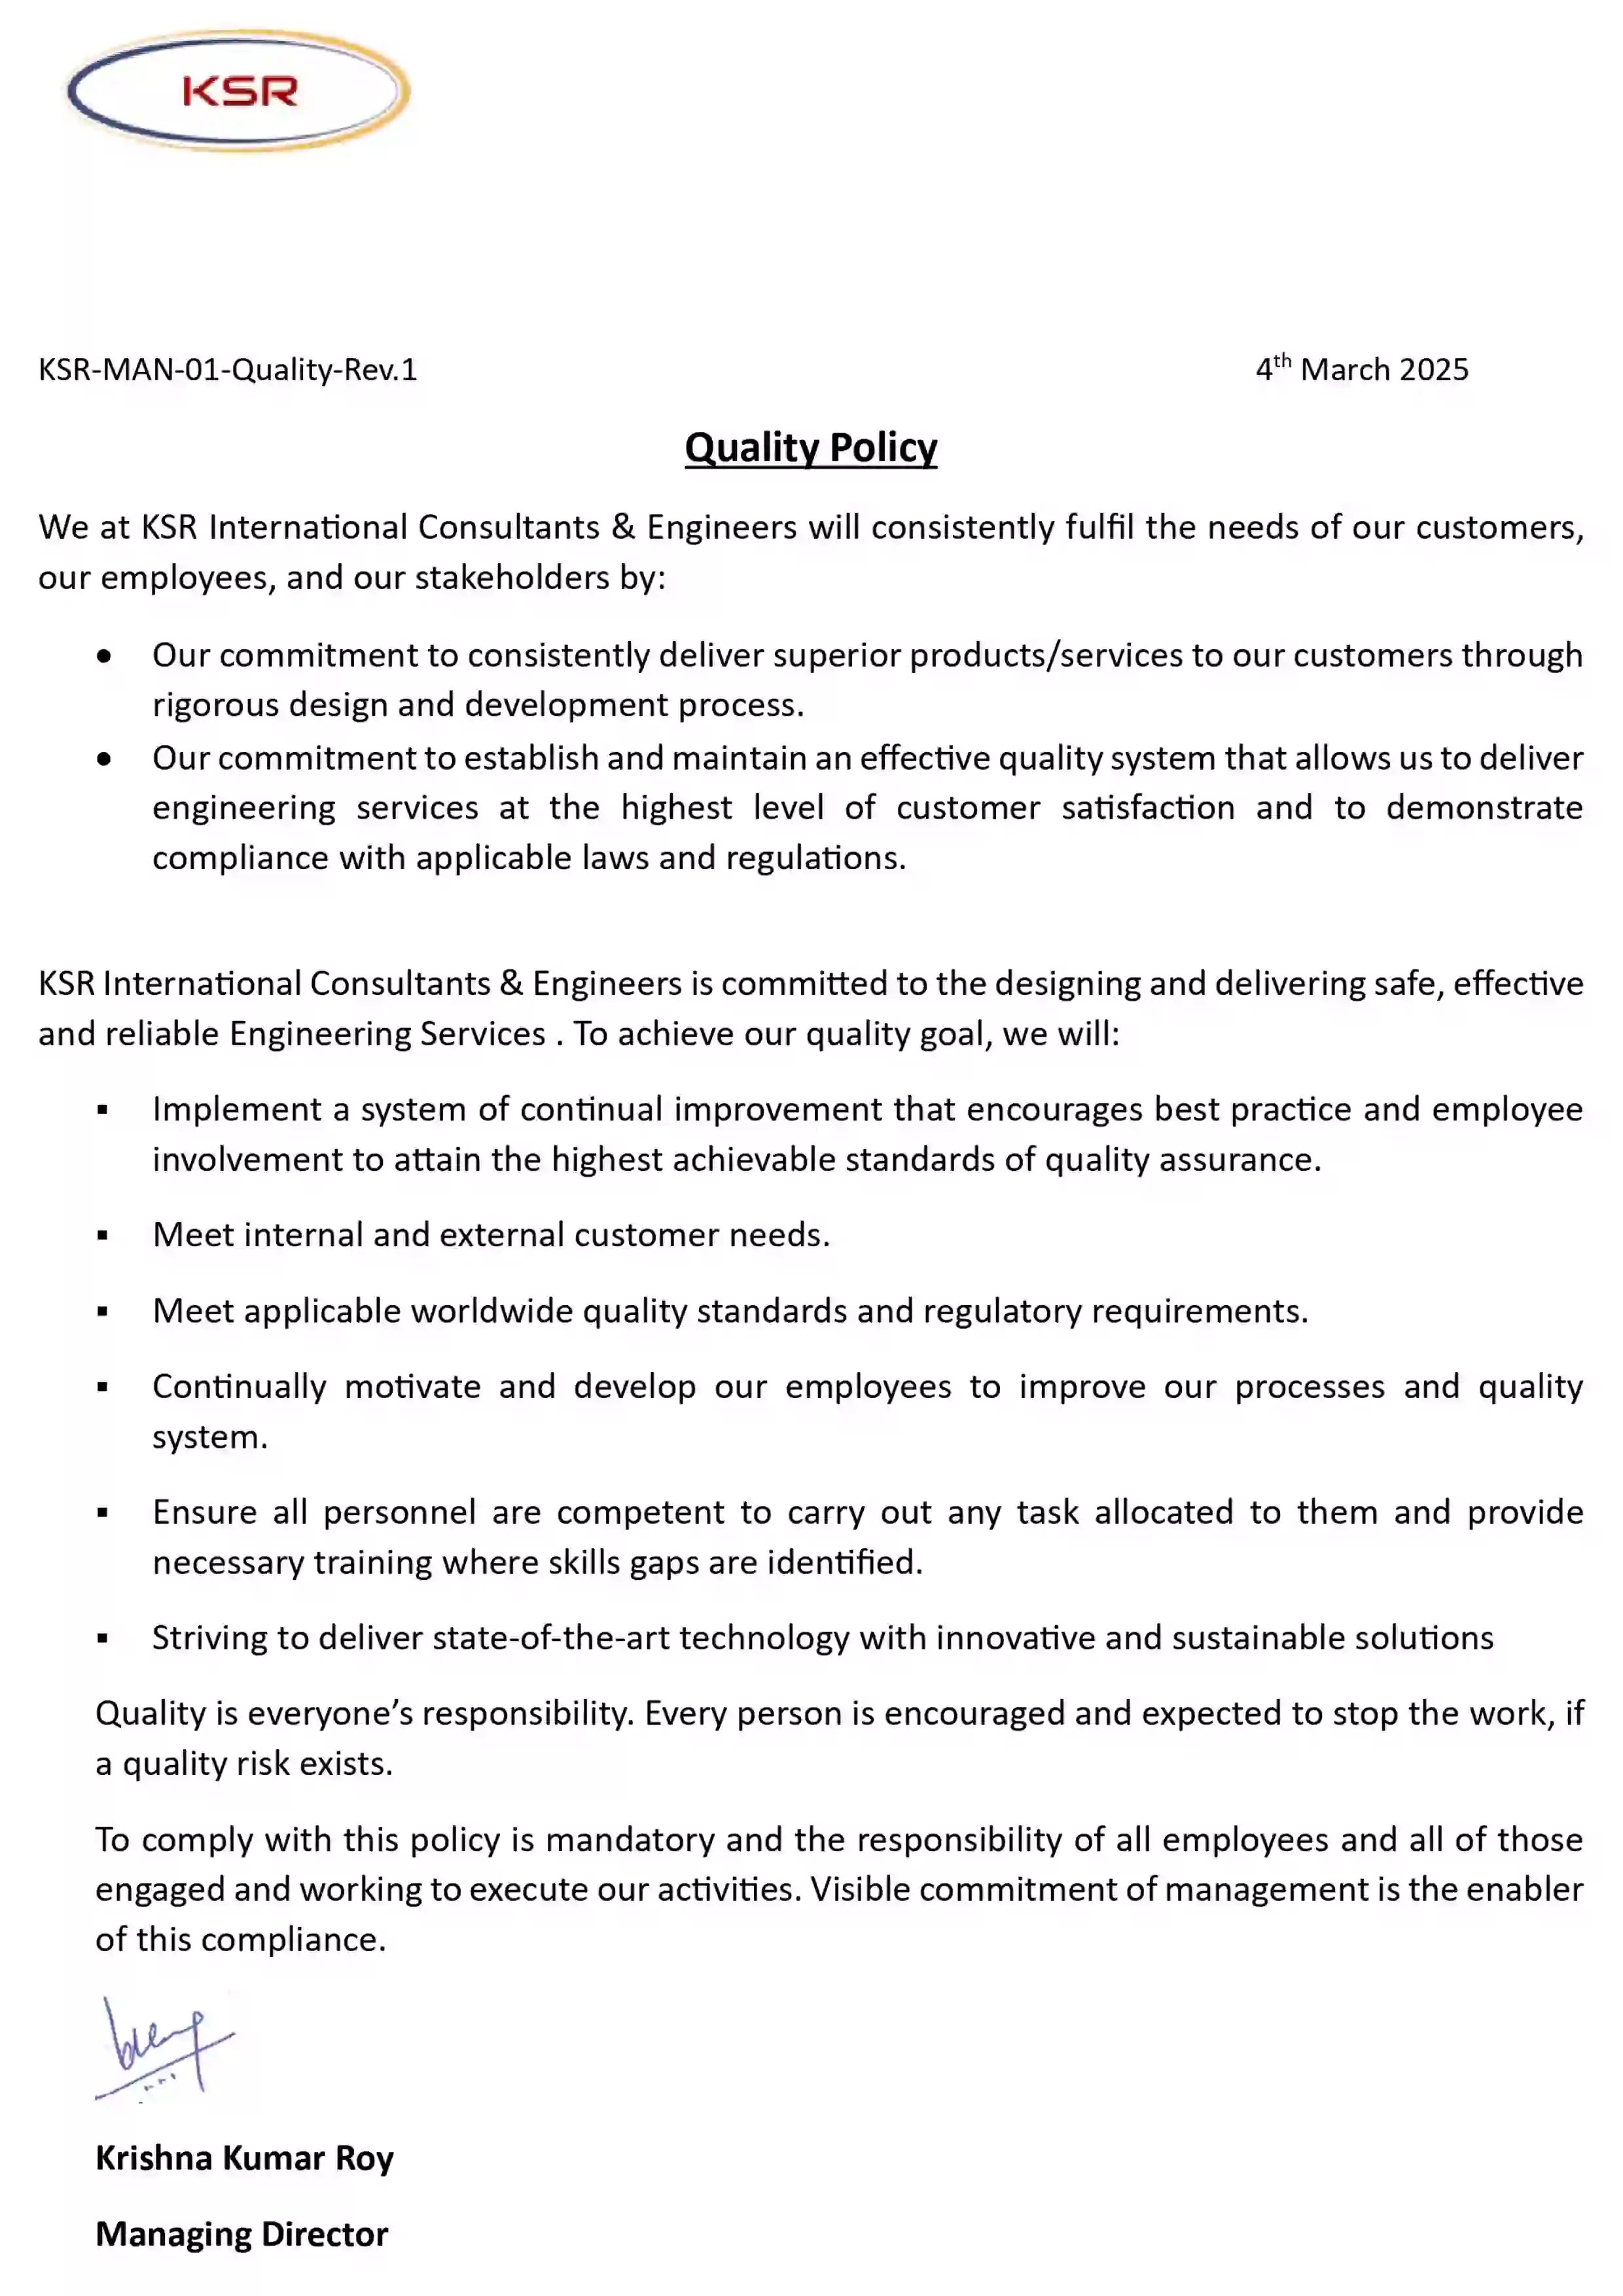 KSR
KSR-MAN-01-Quality-Rev.1 4th March 2025
Quality Policy
We at KSR International Consultants & Engineers will consistently fulfil the needs of our customers,
our employees, and our stakeholders by:
• Our commitment to consistently deliver superior products/services to our customers through
rigorous design and development process.
• Our commitment to establish and maintain an effective quality system that allows us to deliver
engineering services at the highest level of customer satisfaction and to demonstrate
compliance with applicable laws and regulations.
KSR International Consultants & Engineers is committed to the designing and delivering safe, effective
and reliable Engineering Services . To achieve our quality goal, we will:
▪ Implement a system of continual improvement that encourages best practice and employee
involvement to attain the highest achievable standards of quality assurance.
▪ Meet internal and external customer needs.
▪ Meet applicable worldwide quality standards and regulatory requirements.
▪ Continually motivate and develop our employees to improve our processes and quality
system.
▪ Ensure all personnel are competent to carry out any task allocated to them and provide
necessary training where skills gaps are identified.
▪ Striving to deliver state-of-the-art technology with innovative and sustainable solutions
Quality is everyone’s responsibility. Every person is encouraged and expected to stop the work, if
a quality risk exists.
To comply with this policy is mandatory and the responsibility of all employees and all of those
engaged and working to execute our activities. Visible commitment of management is the enabler
of this compliance.
Krishna Kumar Roy
Managing Director